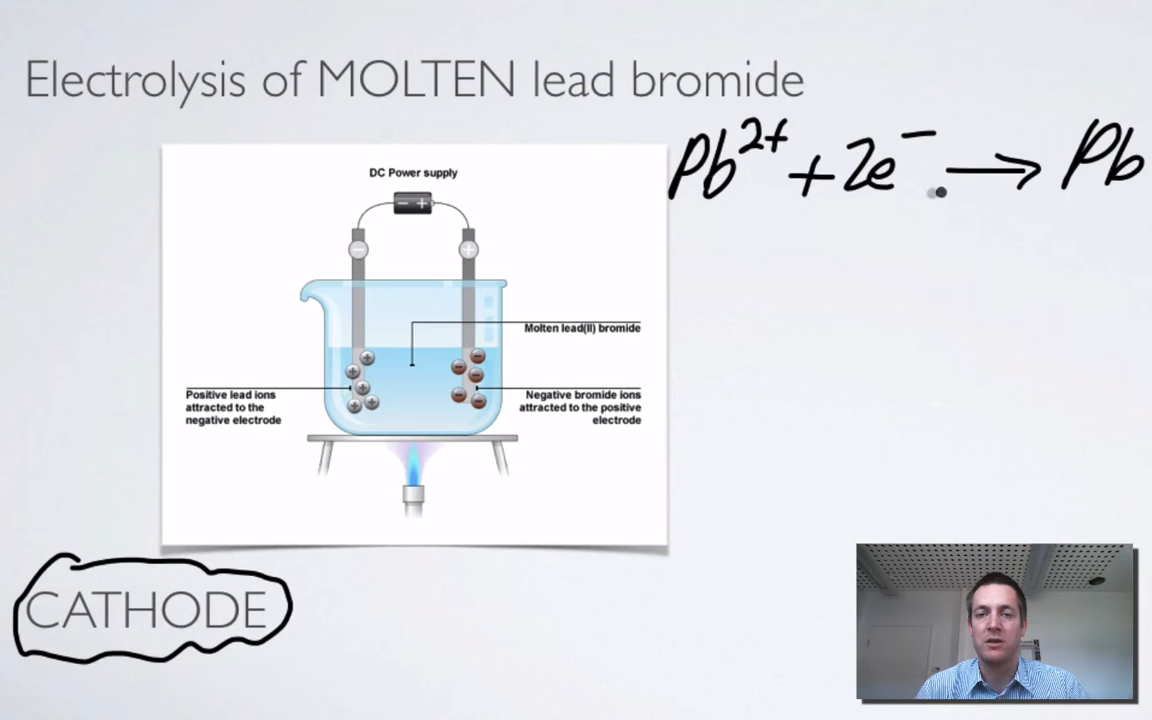 Electrolysis of MOLTEN lead bromide
Pb²⁺ + 2e⁻ → Pb
DC Power supply
− +
− +
Molten lead(II) bromide
+ + + + +
− − − − −
Positive lead ions
attracted to the
negative electrode
Negative bromide ions
attracted to the positive
electrode
CATHODE